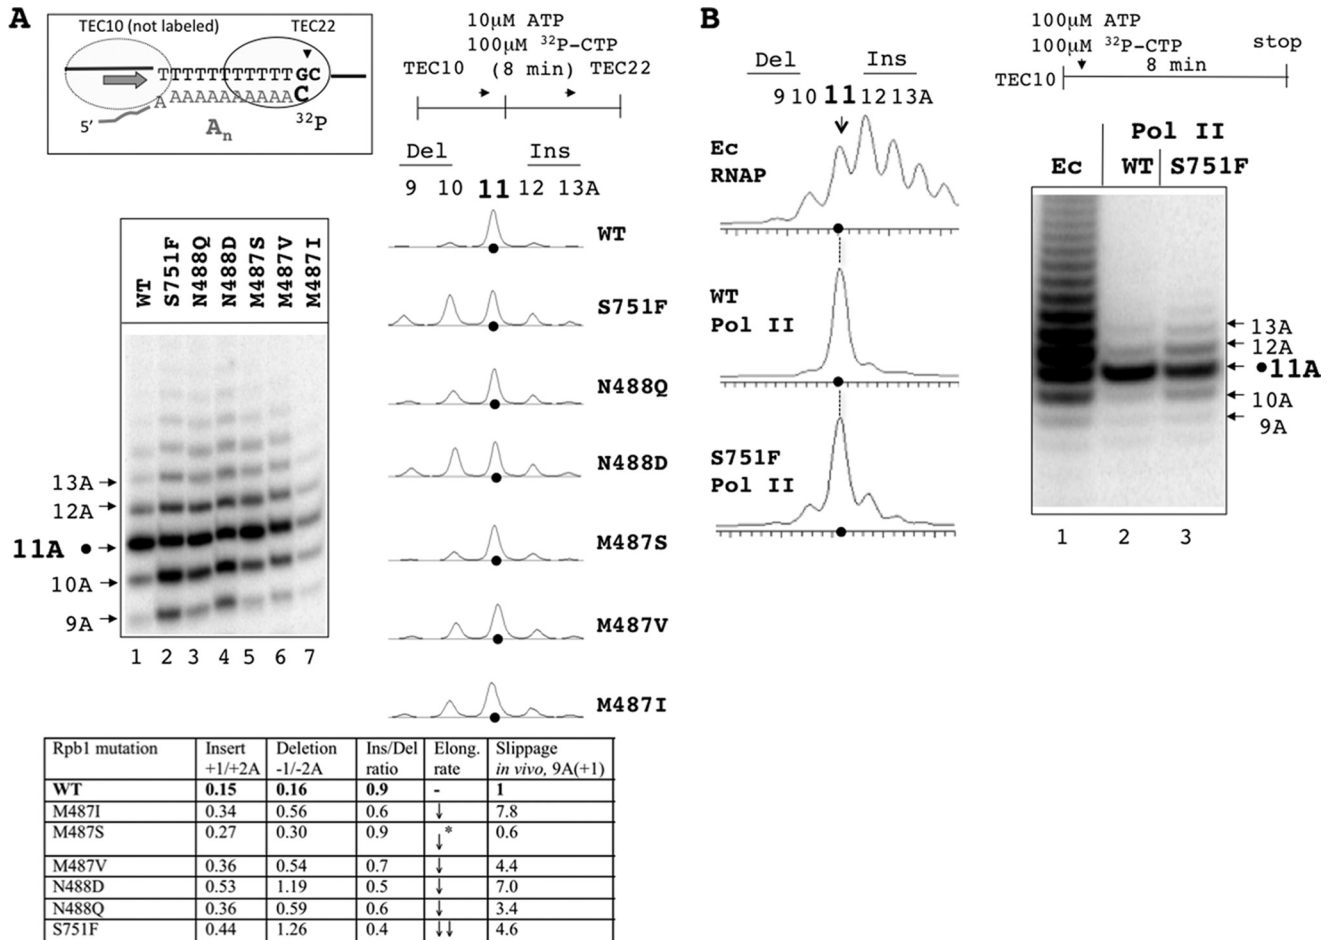 A
TEC10 (not labeled)
TEC22
TTTTTTTTTTTGC
AAAAAAAAAAAC
5'
An
32P
10μM ATP
100μM 32P-CTP
TEC10 (8 min) TEC22
Del Ins
9 10 11 12 13A
WT
S751F
N488Q
N488D
M487S
M487V
M487I
WT S751F N488Q N488D M487S M487V M487I
13A
12A
11A
10A
9A
1 2 3 4 5 6 7
Rpb1 mutation Insert +1/+2A Deletion -1/-2A Ins/Del ratio Elong. rate Slippage in vivo, 9A(+1)
WT 0.15 0.16 0.9 - 1
M487I 0.34 0.56 0.6 ↓ 7.8
M487S 0.27 0.30 0.9 ↓* 0.6
M487V 0.36 0.54 0.7 ↓ 4.4
N488D 0.53 1.19 0.5 ↓ 7.0
N488Q 0.36 0.59 0.6 ↓ 3.4
S751F 0.44 1.26 0.4 ↓↓ 4.6
B
Del Ins
9 10 11 12 13A
Ec
RNAP
WT
Pol II
S751F
Pol II
100μM ATP
100μM 32P-CTP
stop
TEC10
8 min
Pol II
Ec WT S751F
13A
12A
•11A
10A
9A
1 2 3